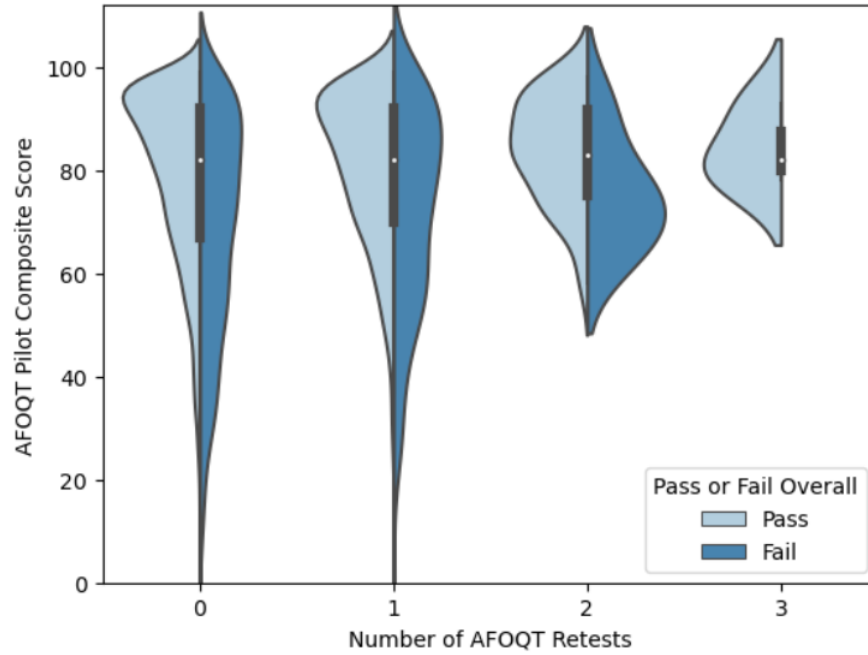 AFOQT Pilot Composite Score
100
80
60
40
20
0
0 1 2 3
Number of AFOQT Retests
Pass or Fail Overall
Pass
Fail